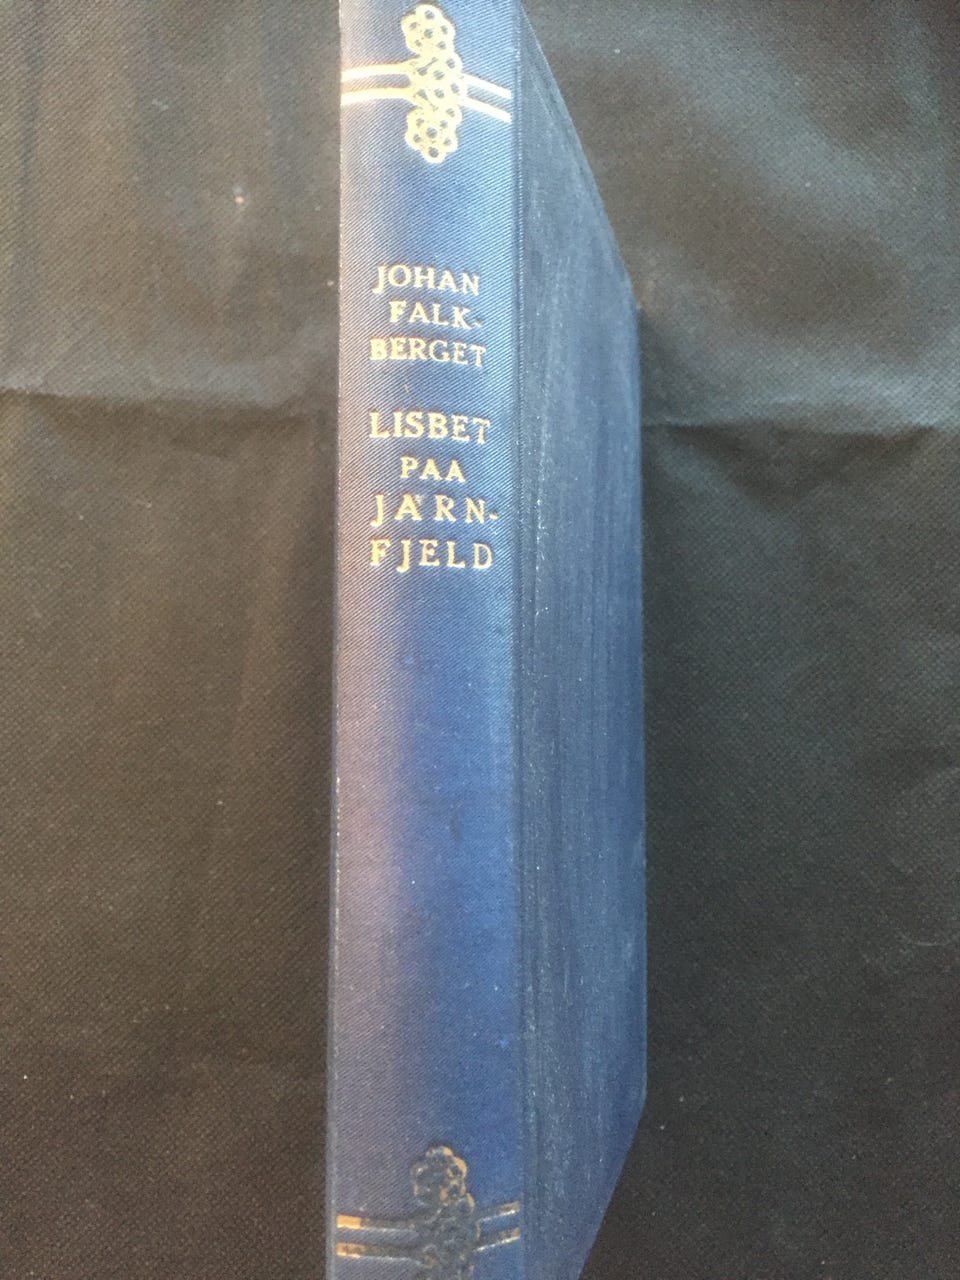 JOHAN
FALK-
BERGET
LISBET
PAA
JÄRN-
FJELD